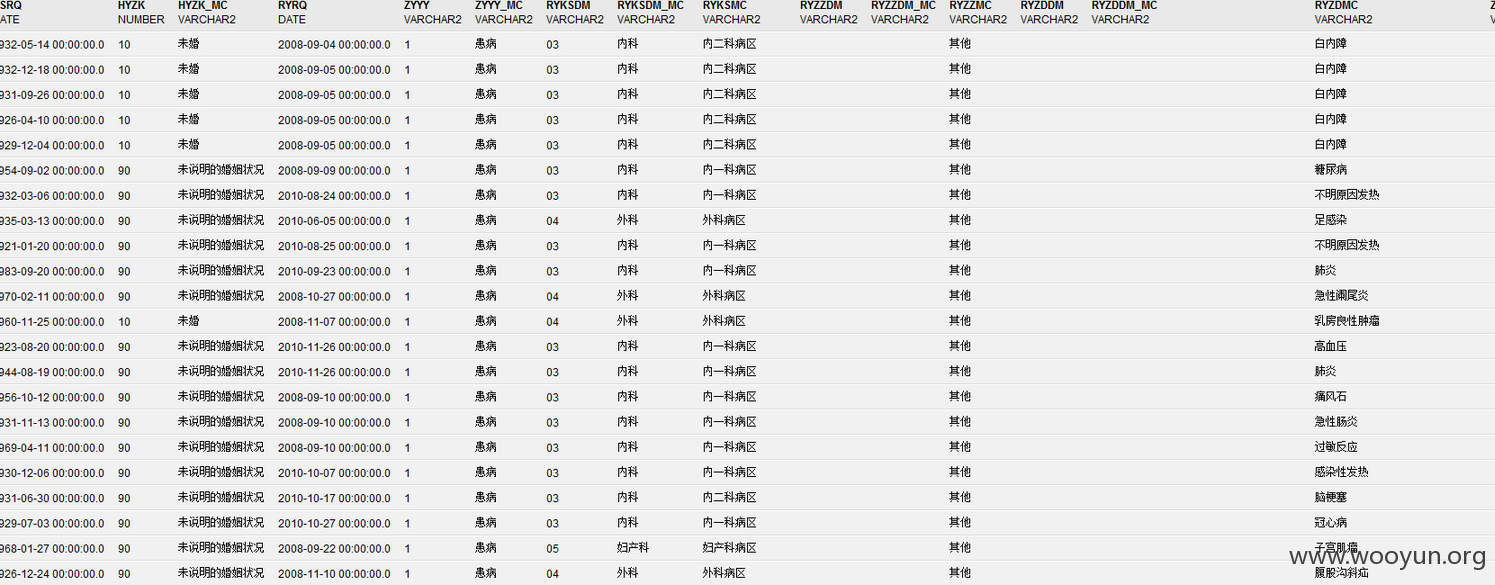 SRQ HYZK HYZK_MC RYRQ ZYYY ZYYY_MC RYKSDM RYKSDM_MC RYKSMC RYZZDM RYZZDM_MC RYZZMC RYZDDM RYZDDM_MC RYZDMC
ATE NUMBER VARCHAR2 DATE VARCHAR2 VARCHAR2 VARCHAR2 VARCHAR2 VARCHAR2 VARCHAR2 VARCHAR2 VARCHAR2 VARCHAR2 VARCHAR2 VARCHAR2
932-05-14 00:00:00.0 10 未婚 2008-09-04 00:00:00.0 1 患病 03 内科 内二科病区 其他 白内障
932-12-18 00:00:00.0 10 未婚 2008-09-05 00:00:00.0 1 患病 03 内科 内二科病区 其他 白内障
931-09-26 00:00:00.0 10 未婚 2008-09-05 00:00:00.0 1 患病 03 内科 内二科病区 其他 白内障
926-04-10 00:00:00.0 10 未婚 2008-09-05 00:00:00.0 1 患病 03 内科 内二科病区 其他 白内障
929-12-04 00:00:00.0 10 未婚 2008-09-05 00:00:00.0 1 患病 03 内科 内二科病区 其他 白内障
954-09-02 00:00:00.0 90 未说明的婚姻状况 2008-09-09 00:00:00.0 1 患病 03 内科 内一科病区 其他 糖尿病
932-03-06 00:00:00.0 90 未说明的婚姻状况 2010-08-24 00:00:00.0 1 患病 03 内科 内一科病区 其他 不明原因发热
935-03-13 00:00:00.0 90 未说明的婚姻状况 2010-06-05 00:00:00.0 1 患病 04 外科 外科病区 其他 足感染
921-01-20 00:00:00.0 90 未说明的婚姻状况 2010-08-25 00:00:00.0 1 患病 03 内科 内一科病区 其他 不明原因发热
983-09-20 00:00:00.0 90 未说明的婚姻状况 2010-09-23 00:00:00.0 1 患病 03 内科 内一科病区 其他 肺炎
970-02-11 00:00:00.0 90 未说明的婚姻状况 2008-10-27 00:00:00.0 1 患病 04 外科 外科病区 其他 急性阑尾炎
960-11-25 00:00:00.0 10 未婚 2008-11-07 00:00:00.0 1 患病 04 外科 外科病区 其他 乳房良性肿瘤
923-08-20 00:00:00.0 90 未说明的婚姻状况 2010-11-26 00:00:00.0 1 患病 03 内科 内一科病区 其他 高血压
944-08-19 00:00:00.0 90 未说明的婚姻状况 2010-11-26 00:00:00.0 1 患病 03 内科 内一科病区 其他 肺炎
956-10-12 00:00:00.0 90 未说明的婚姻状况 2008-09-10 00:00:00.0 1 患病 03 内科 内一科病区 其他 痛风石
931-11-13 00:00:00.0 90 未说明的婚姻状况 2008-09-10 00:00:00.0 1 患病 03 内科 内一科病区 其他 急性肠炎
969-04-11 00:00:00.0 90 未说明的婚姻状况 2008-09-10 00:00:00.0 1 患病 03 内科 内一科病区 其他 过敏反应
930-12-06 00:00:00.0 90 未说明的婚姻状况 2010-10-07 00:00:00.0 1 患病 03 内科 内一科病区 其他 感染性发热
931-06-30 00:00:00.0 90 未说明的婚姻状况 2010-10-17 00:00:00.0 1 患病 03 内科 内二科病区 其他 脑梗塞
929-07-03 00:00:00.0 90 未说明的婚姻状况 2010-10-27 00:00:00.0 1 患病 03 内科 内一科病区 其他 冠心病
968-01-27 00:00:00.0 90 未说明的婚姻状况 2008-09-22 00:00:00.0 1 患病 05 妇产科 妇产科病区 其他 子宫肌瘤
www.wooyun.org
926-12-24 00:00:00.0 90 未说明的婚姻状况 2008-11-10 00:00:00.0 1 患病 04 外科 外科病区 其他 腹股沟斜疝